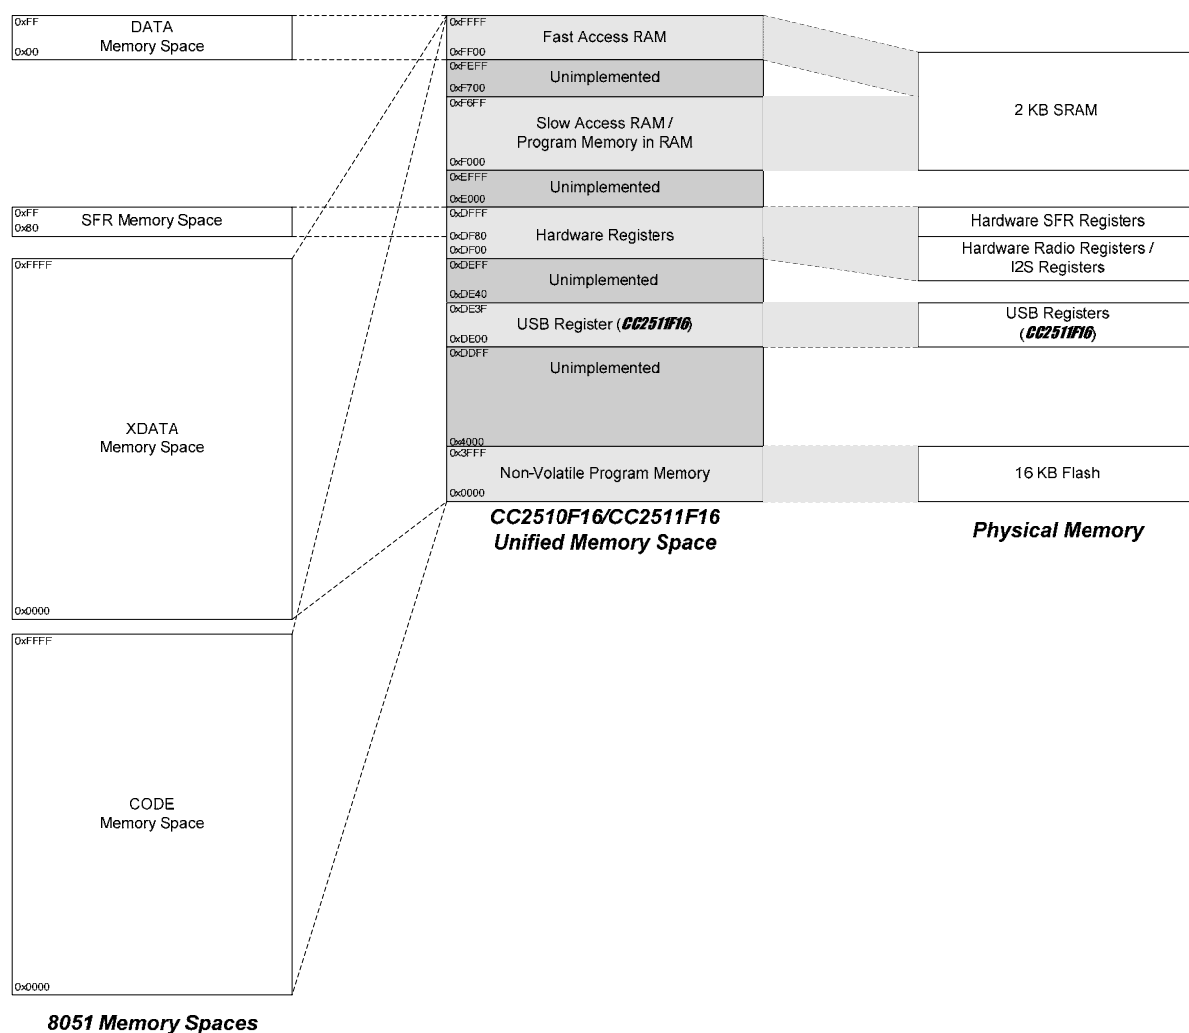 0xFF
DATA
Memory Space
0x00
0xFF
SFR Memory Space
0x80
0xFFFF
XDATA
Memory Space
0x0000
0xFFFF
CODE
Memory Space
0x0000
8051 Memory Spaces
0xFFFF
Fast Access RAM
0xFF00
0xFEFF
Unimplemented
0xF700
0xF6FF
Slow Access RAM /
Program Memory in RAM
0xF000
0xEFFF
Unimplemented
0xE000
0xDFFF
0xDF80
Hardware Registers
0xDF00
0xDEFF
Unimplemented
0xDE40
0xDE3F
USB Register (CC2511F16)
0xDE00
0xDDFF
Unimplemented
0x4000
0x3FFF
Non-Volatile Program Memory
0x0000
CC2510F16/CC2511F16
Unified Memory Space
2 KB SRAM
Hardware SFR Registers
Hardware Radio Registers /
I2S Registers
USB Registers
(CC2511F16)
16 KB Flash
Physical Memory